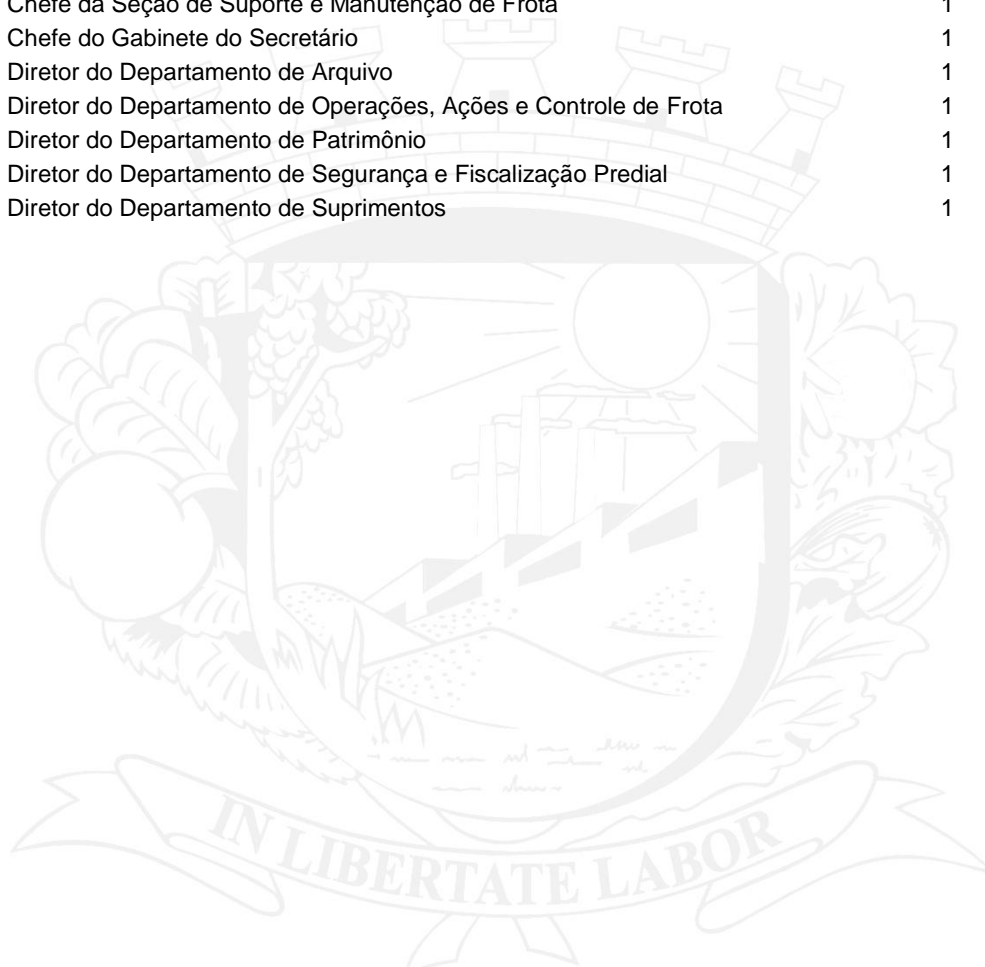 Chefe da Seção de Suporte e Manutenção de Frota 1
Chefe do Gabinete do Secretário 1
Diretor do Departamento de Arquivo 1
Diretor do Departamento de Operações, Ações e Controle de Frota 1
Diretor do Departamento de Patrimônio 1
Diretor do Departamento de Segurança e Fiscalização Predial 1
Diretor do Departamento de Suprimentos 1
IN LIBERTATE LABOR